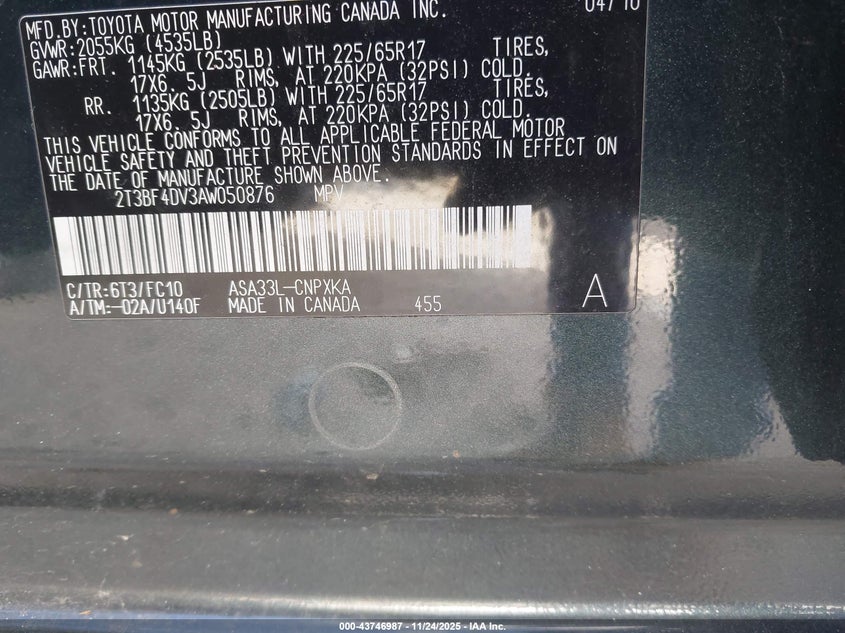 MFD.BY:TOYOTA MOTOR MANUFACTURING CANADA INC. 04/10
GVWR:2055KG (4535LB)
GAWR:FRT. 1145KG (2535LB) WITH 225/65R17 TIRES,
17X6. 5J RIMS, AT 220KPA (32PSI) COLD.
RR. 1135KG (2505LB) WITH 225/65R17 TIRES,
17X6. 5J RIMS, AT 220KPA (32PSI) COLD.
THIS VEHICLE CONFORMS TO ALL APPLICABLE FEDERAL MOTOR
VEHICLE SAFETY AND THEFT PREVENTION STANDARDS IN EFFECT ON
THE DATE OF MANUFACTURE SHOWN ABOVE.
2T3BF4DV3AW050876 MPV
C/TR:6T3/FC10 ASA33L-CNPXKA
A/TM:-02A/U140F MADE IN CANADA 455 A
000-43746987 - 11/24/2025 - IAA Inc.